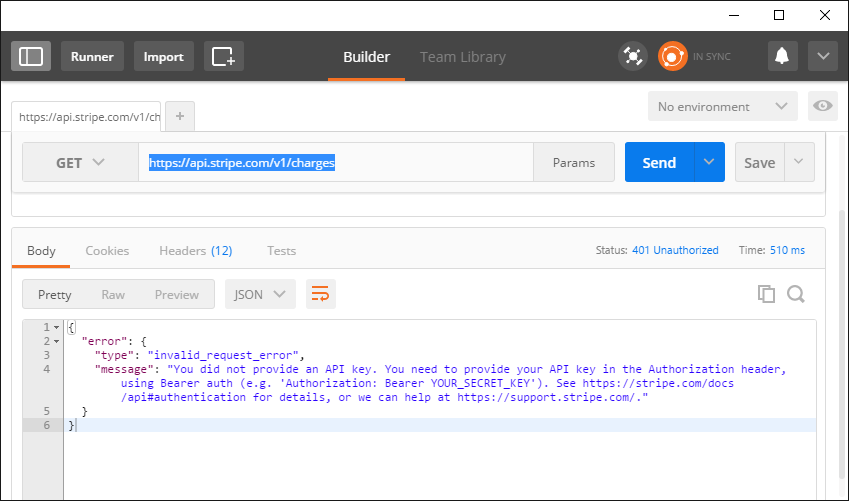 Runner
Import
Builder
Team Library
IN SYNC
https://api.stripe.com/v1/ch
+
No environment
GET
https://api.stripe.com/v1/charges
Params
Send
Save
Body
Cookies
Headers (12)
Tests
Status: 401 Unauthorized
Time: 510 ms
Pretty
Raw
Preview
JSON
1 {
2 "error": {
3 "type": "invalid_request_error",
4 "message": "You did not provide an API key. You need to provide your API key in the Authorization header,
using Bearer auth (e.g. 'Authorization: Bearer YOUR_SECRET_KEY'). See https://stripe.com/docs
/api#authentication for details, or we can help at https://support.stripe.com/."
5 }
6 }